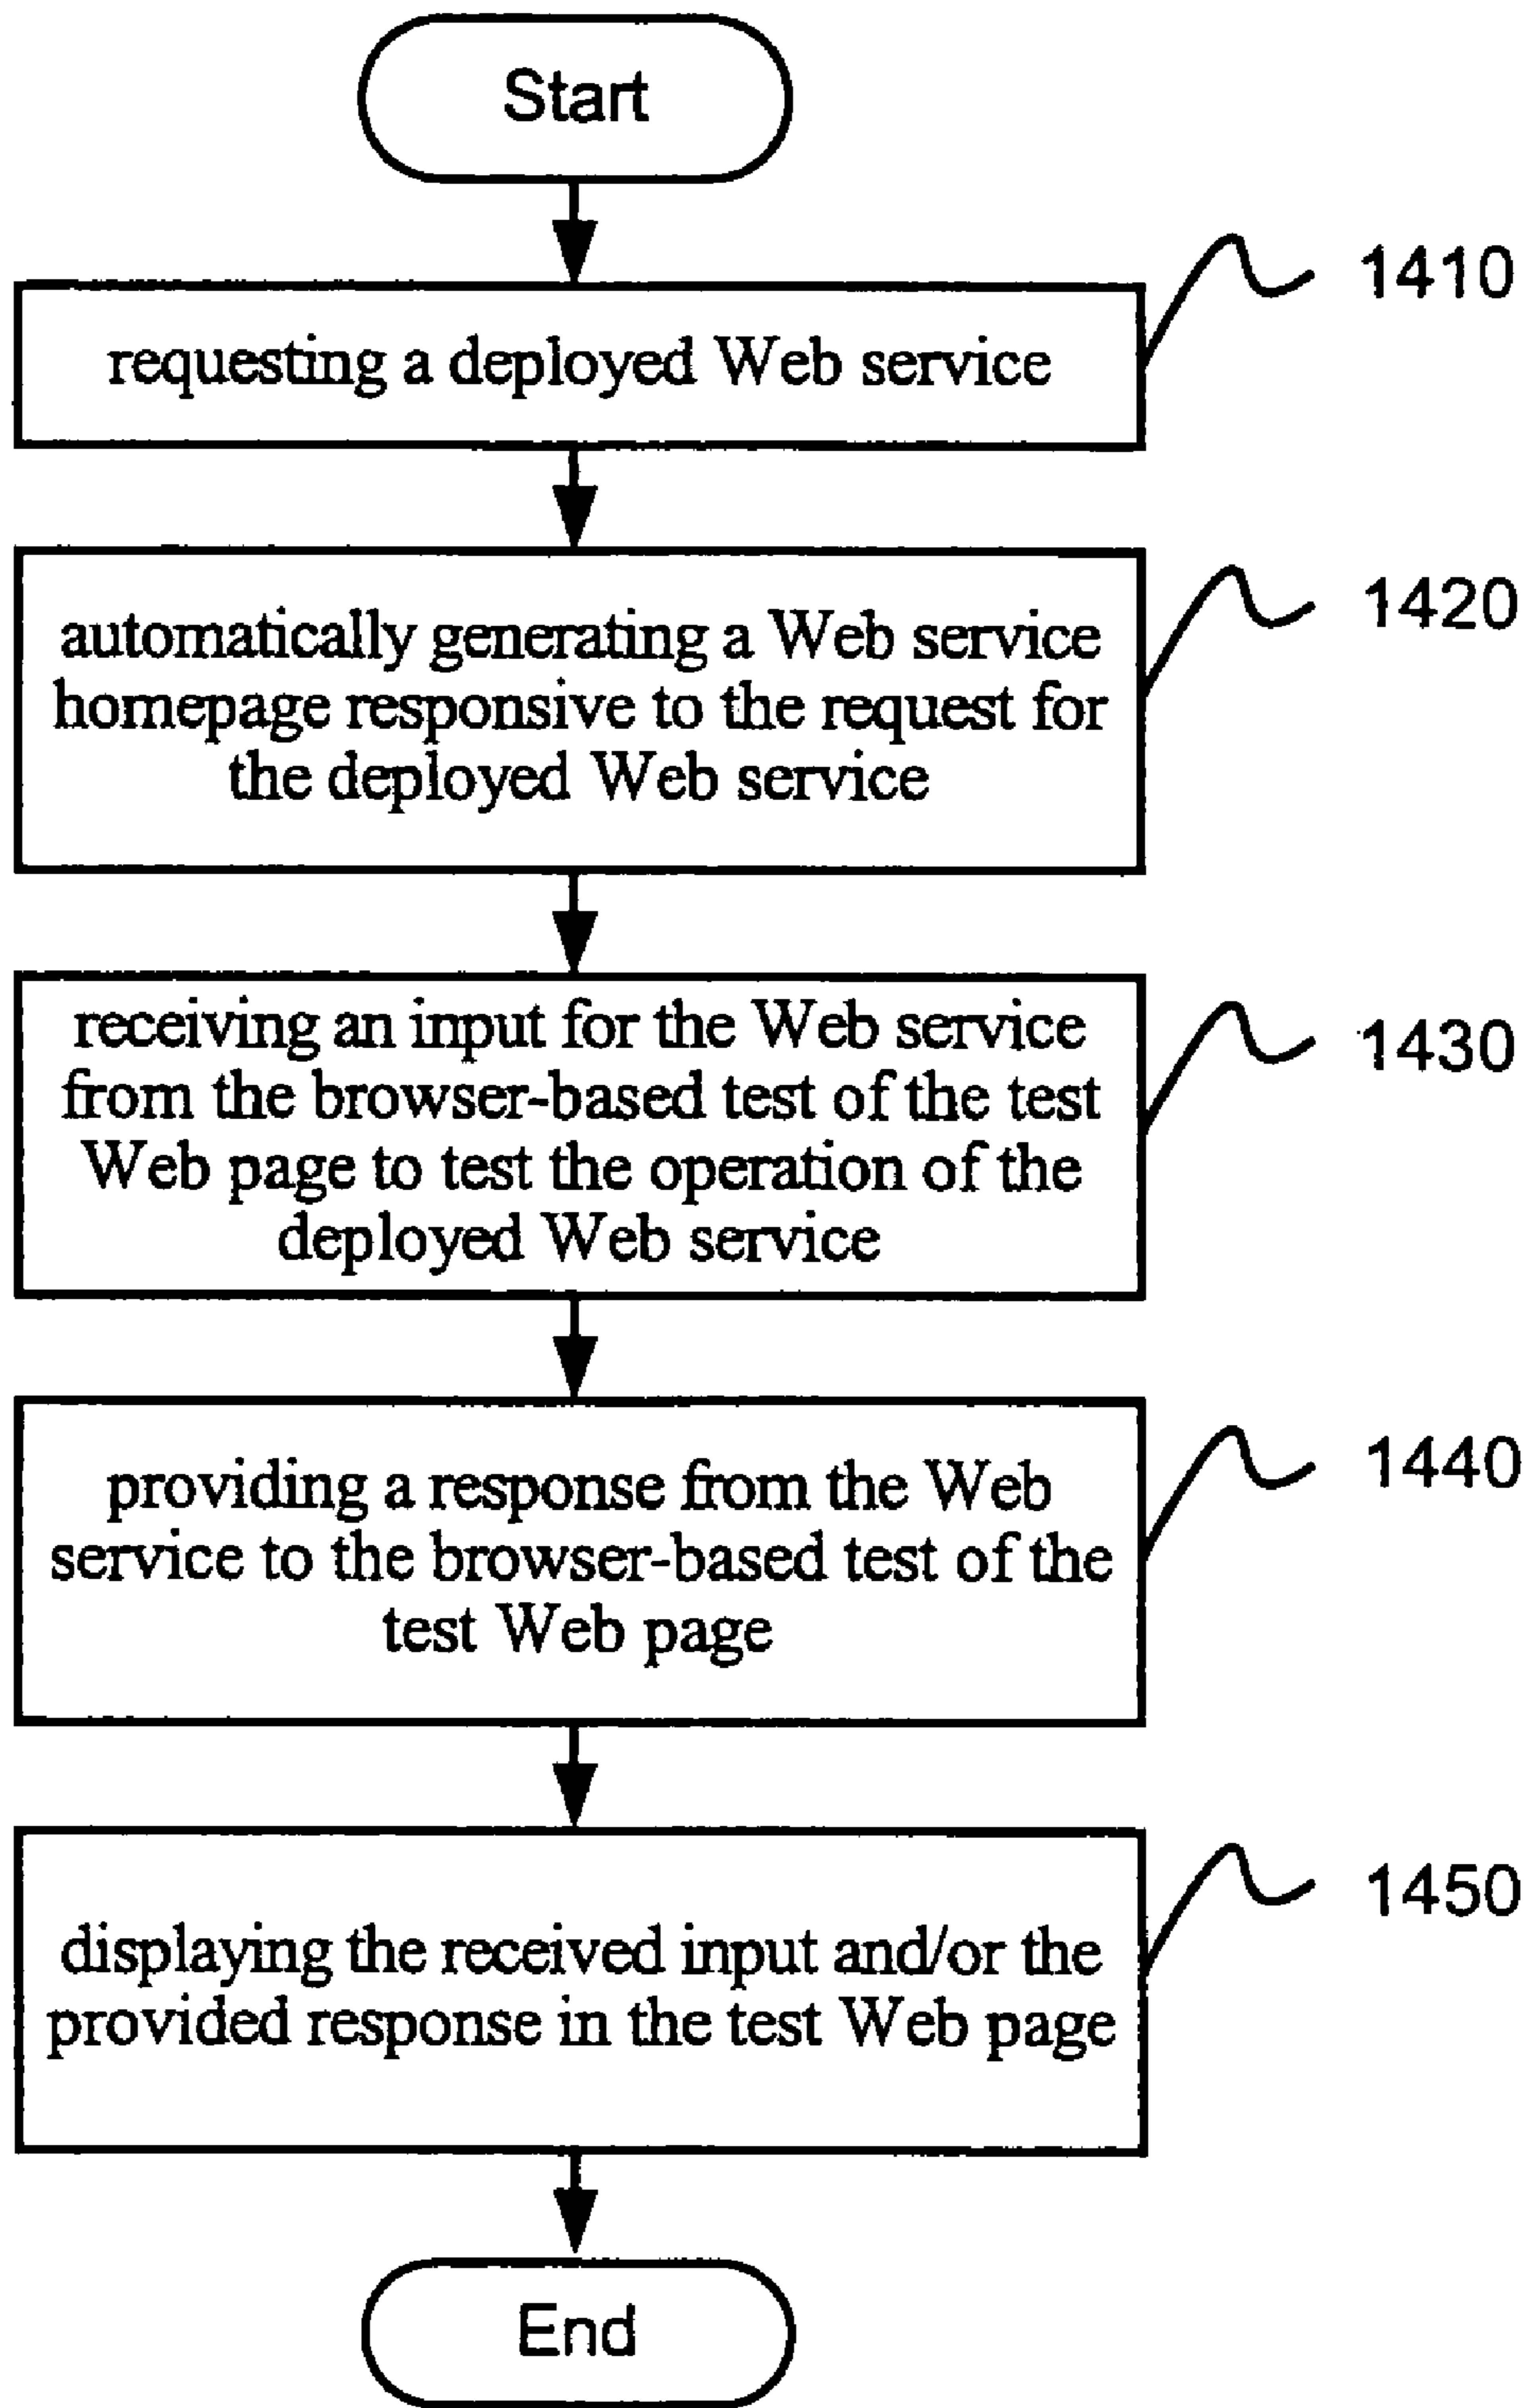 Start
1410
requesting a deployed Web service
1420
automatically generating a Web service
homepage responsive to the request for
the deployed Web service
1430
receiving an input for the Web service
from the browser-based test of the test
Web page to test the operation of the
deployed Web service
1440
providing a response from the Web
service to the browser-based test of the
test Web page
1450
displaying the received input and/or the
provided response in the test Web page
End